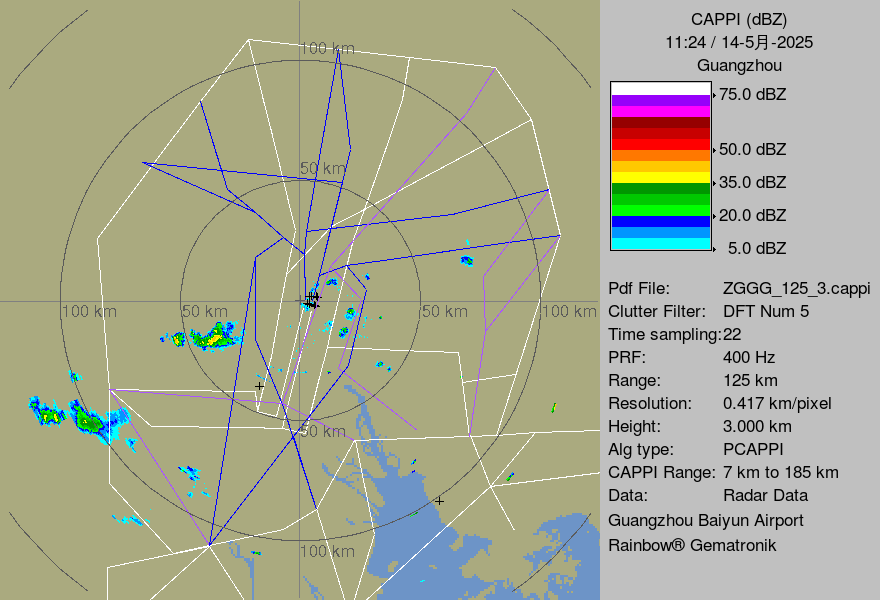 CAPPI (dBZ)
11:24 / 14-5月-2025
Guangzhou
75.0 dBZ
50.0 dBZ
35.0 dBZ
20.0 dBZ
5.0 dBZ
Pdf File: ZGGG_125_3.cappi
Clutter Filter: DFT Num 5
Time sampling:22
PRF: 400 Hz
Range: 125 km
Resolution: 0.417 km/pixel
Height: 3.000 km
Alg type: PCAPPI
CAPPI Range: 7 km to 185 km
Data: Radar Data
Guangzhou Baiyun Airport
Rainbow® Gematronik
100 km
50 km
100 km
50 km
50 km
100 km
50 km
100 km